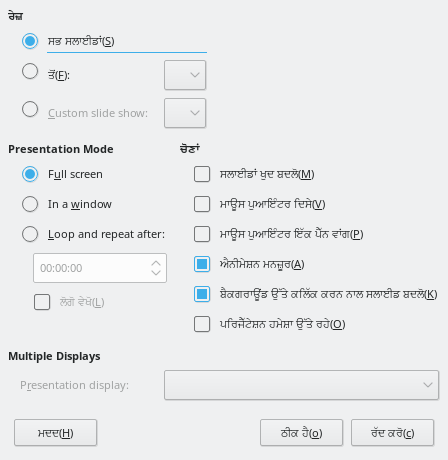 ਰੇਂਜ਼
ਸਭ ਸਲਾਈਡਾਂ(S)
ਤੋਂ(F):
Custom slide show:
Presentation Mode
ਚੋਣਾਂ
Full screen
ਸਲਾਈਡਾਂ ਖੁਦ ਬਦਲੋ(M)
In a window
ਮਾਊਸ ਪੁਆਇੰਟਰ ਦਿਸੇ(V)
Loop and repeat after:
ਮਾਊਸ ਪੁਆਇੰਟਰ ਇੱਕ ਪੈੱਨ ਵਾਂਗ(P)
00:00:00
ਐਨੀਮੇਸ਼ਨ ਮਨਜ਼ੂਰ(A)
ਬੈਕਗਰਾਊਂਡ ਉੱਤੇ ਕਲਿੱਕ ਕਰਨ ਨਾਲ ਸਲਾਈਡ ਬਦਲੋ(K)
ਲੋਗੋ ਵੇਖੋ(L)
ਪਰਿਜੈਂਟੇਸ਼ਨ ਹਮੇਸ਼ਾ ਉੱਤੇ ਰਹੇ(O)
Multiple Displays
Presentation display:
ਮਦਦ(H)
ਠੀਕ ਹੈ(o)
ਰੱਦ ਕਰੋ(c)